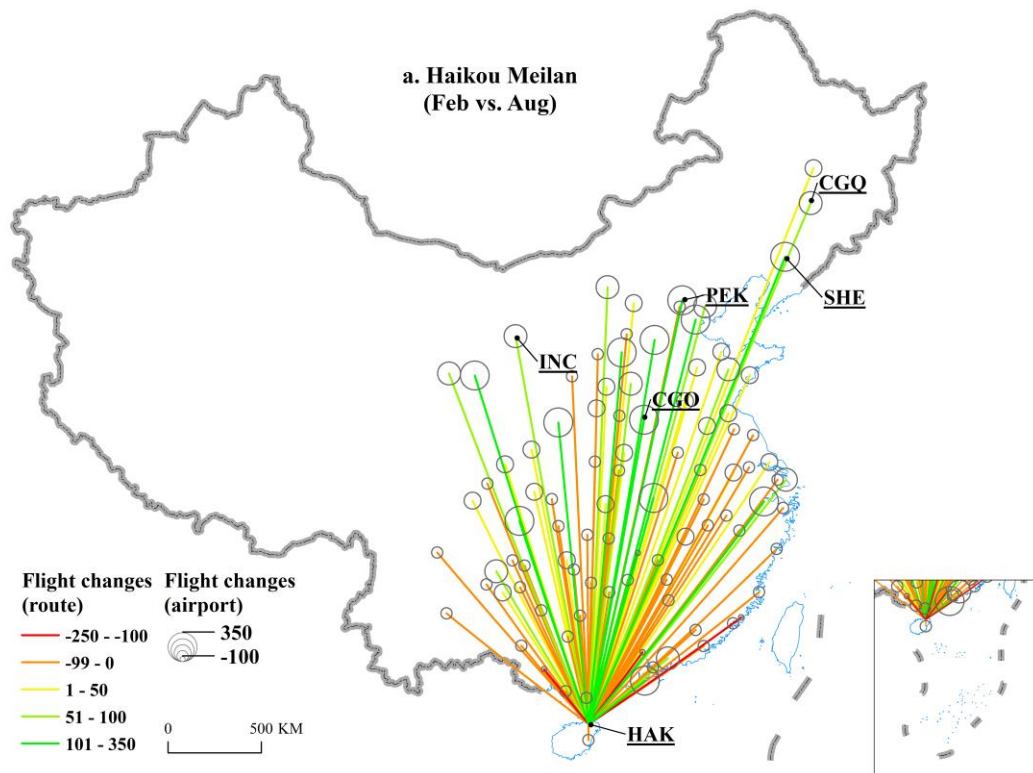 a. Haikou Meilan
(Feb vs. Aug)
CGQ
SHE
PEK
INC
CGO
HAK
Flight changes
(route)
-250 - -100
-99 - 0
1 - 50
51 - 100
101 - 350
Flight changes
(airport)
350
-100
0 500 KM